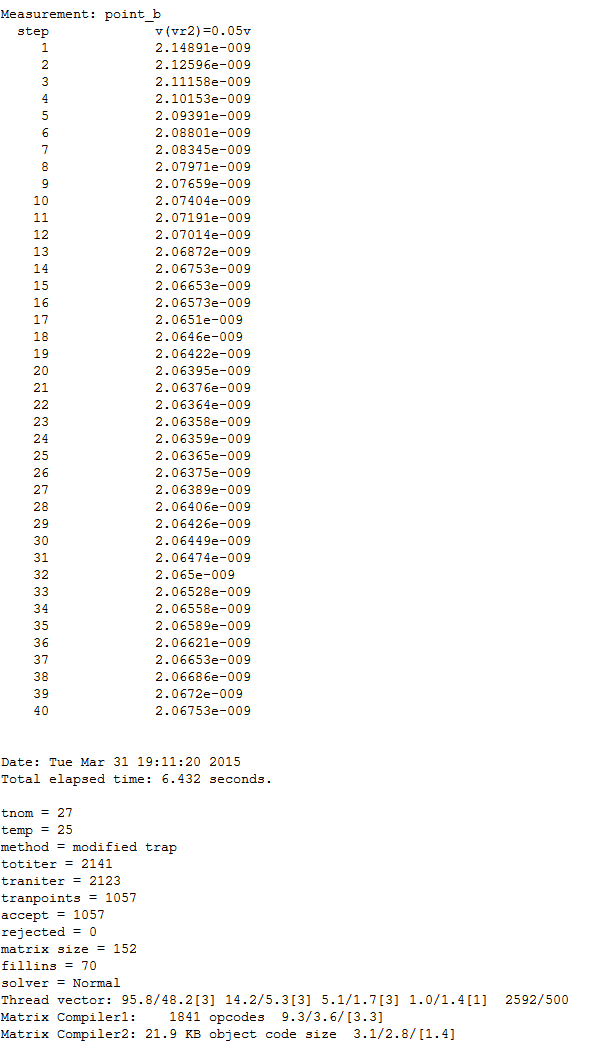 Measurement: point_b
step v(vr2)=0.05v
1 2.14891e-009
2 2.12596e-009
3 2.11158e-009
4 2.10153e-009
5 2.09391e-009
6 2.08801e-009
7 2.08345e-009
8 2.07971e-009
9 2.07659e-009
10 2.07404e-009
11 2.07191e-009
12 2.07014e-009
13 2.06872e-009
14 2.06753e-009
15 2.06653e-009
16 2.06573e-009
17 2.0651e-009
18 2.0646e-009
19 2.06422e-009
20 2.06395e-009
21 2.06376e-009
22 2.06364e-009
23 2.06358e-009
24 2.06359e-009
25 2.06365e-009
26 2.06375e-009
27 2.06389e-009
28 2.06406e-009
29 2.06426e-009
30 2.06449e-009
31 2.06474e-009
32 2.065e-009
33 2.06528e-009
34 2.06558e-009
35 2.06589e-009
36 2.06621e-009
37 2.06653e-009
38 2.06686e-009
39 2.0672e-009
40 2.06753e-009
Date: Tue Mar 31 19:11:20 2015
Total elapsed time: 6.432 seconds.
tnom = 27
temp = 25
method = modified trap
totiter = 2141
traniter = 2123
tranpoints = 1057
accept = 1057
rejected = 0
matrix size = 152
fillins = 70
solver = Normal
Thread vector: 95.8/48.2[3] 14.2/5.3[3] 5.1/1.7[3] 1.0/1.4[1] 2592/500
Matrix Compiler1: 1841 opcodes 9.3/3.6/[3.3]
Matrix Compiler2: 21.9 KB object code size 3.1/2.8/[1.4]